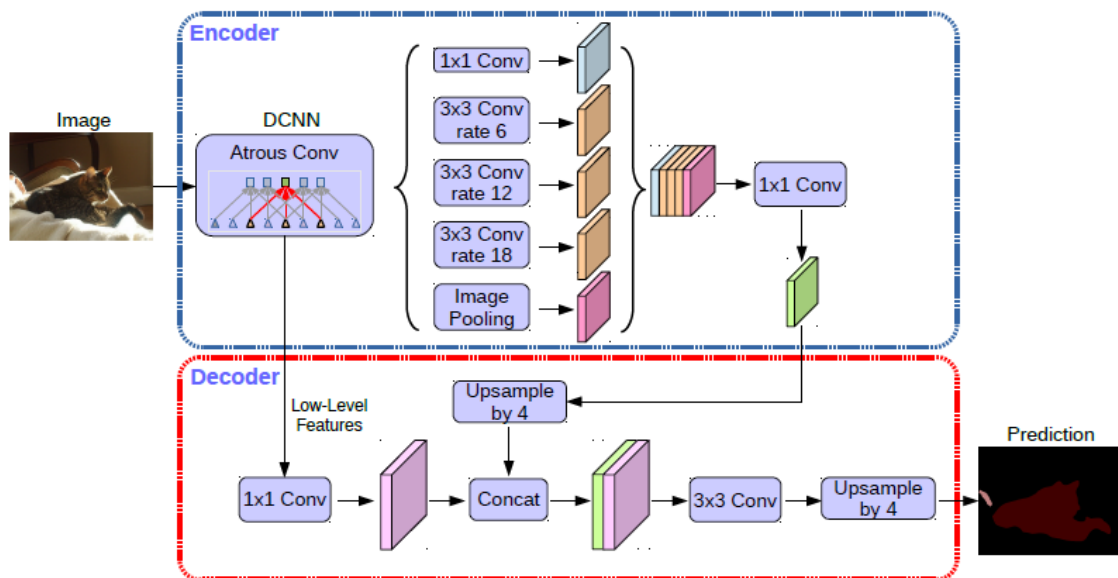 Encoder
Image
DCNN
Atrous Conv
1x1 Conv
3x3 Conv
rate 6
3x3 Conv
rate 12
3x3 Conv
rate 18
Image
Pooling
1x1 Conv
Decoder
Low-Level
Features
Upsample
by 4
1x1 Conv
Concat
3x3 Conv
Upsample
by 4
Prediction